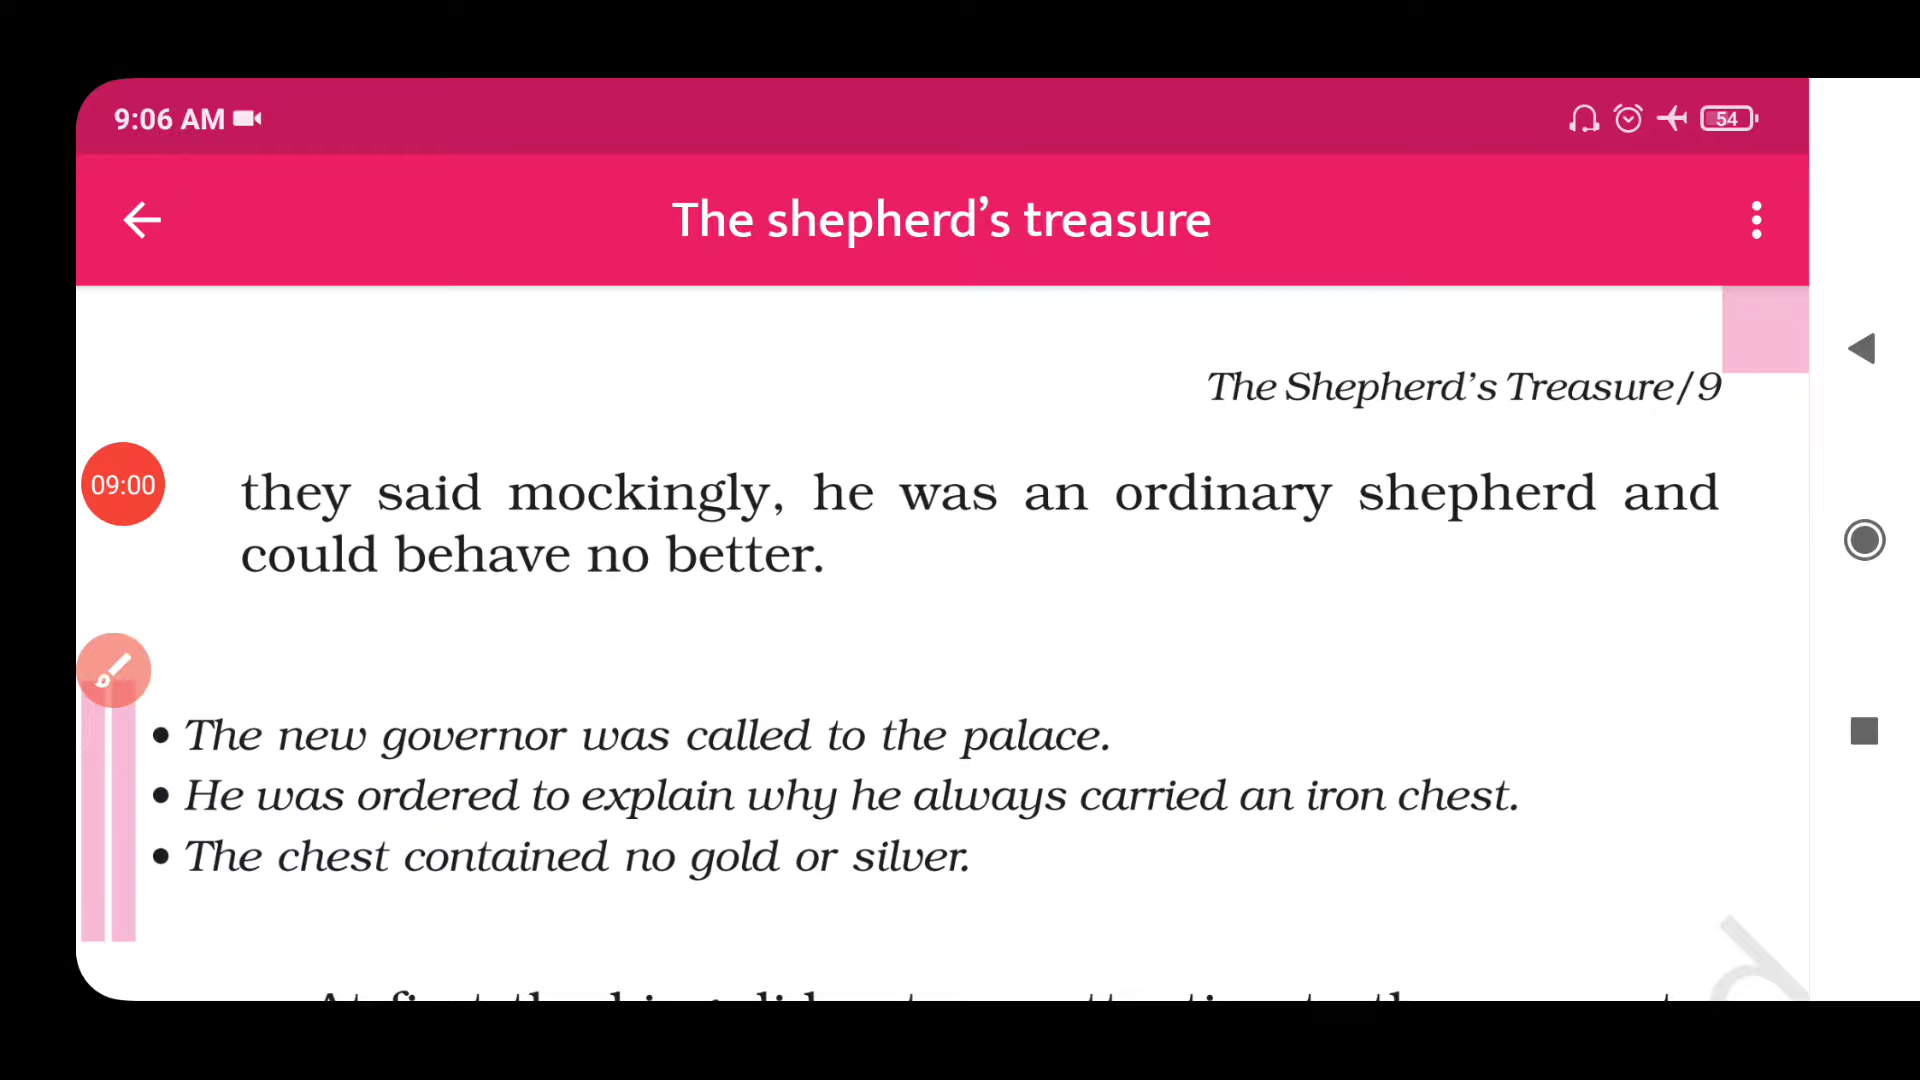 9:06 AM
54
The shepherd’s treasure
The Shepherd’s Treasure/9
09:00
they said mockingly, he was an ordinary shepherd and
could behave no better.
• The new governor was called to the palace.
• He was ordered to explain why he always carried an iron chest.
• The chest contained no gold or silver.